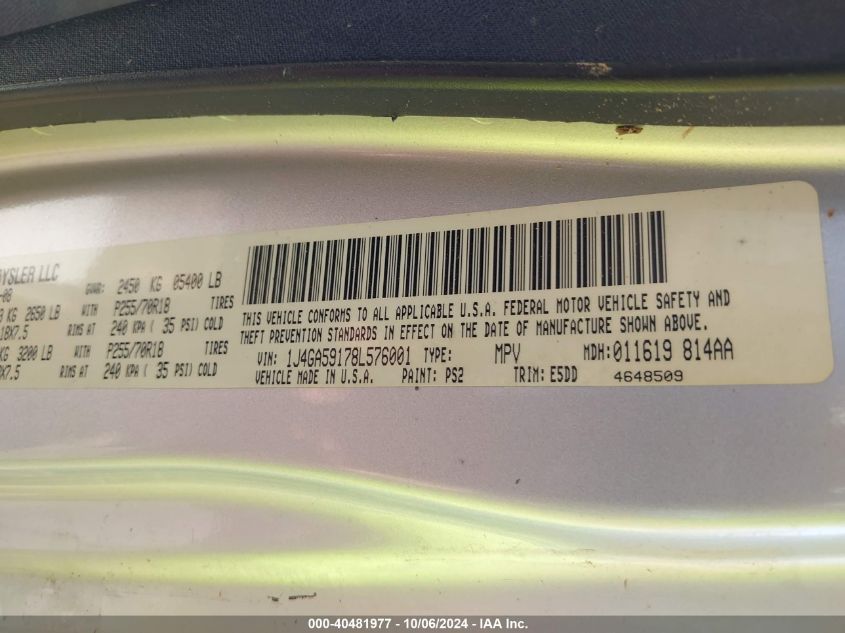 YSLER LLC
-08 GVWR: 2450 KG 05400 LB
KG 2650 LB WITH P255/70R18 TIRES
18X7.5 RIMS AT 240 KPA ( 35 PSI) COLD
KG 3200 LB WITH P255/70R18 TIRES
8X7.5 RIMS AT 240 KPA ( 35 PSI) COLD
THIS VEHICLE CONFORMS TO ALL APPLICABLE U.S.A. FEDERAL MOTOR VEHICLE SAFETY AND
THEFT PREVENTION STANDARDS IN EFFECT ON THE DATE OF MANUFACTURE SHOWN ABOVE.
VIN: 1J4GA59178L576001 TYPE: MPV MDH: 011619 814AA
VEHICLE MADE IN U.S.A. PAINT: PS2 TRIM: E5DD 4648509
000-40481977 - 10/06/2024 - IAA Inc.